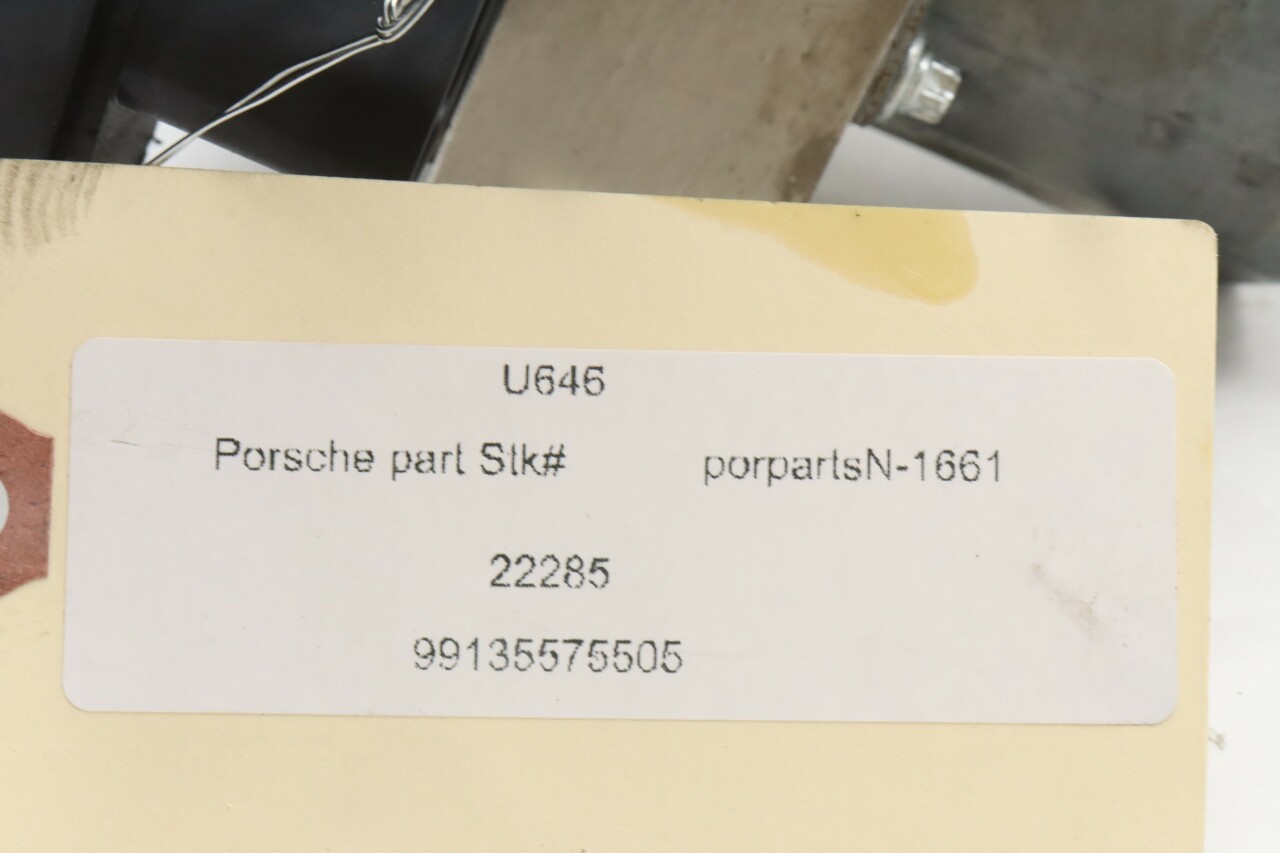 U646
Porsche part Stk# porpartsN-1661
22285
99135575505